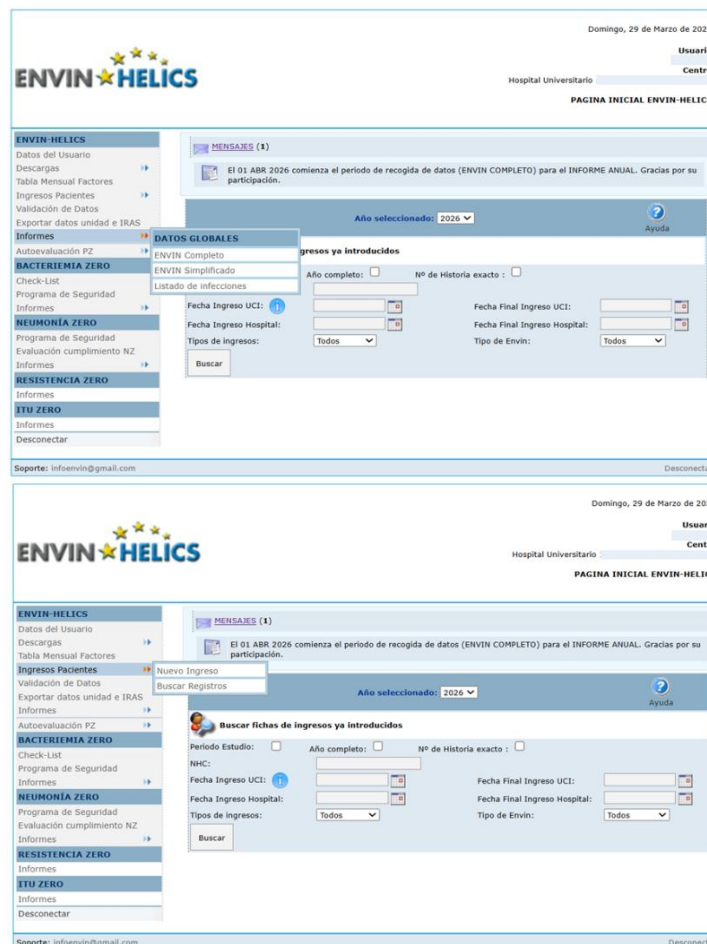 Domingo, 29 de Marzo de 202
Usuari
Centr
Hospital Universitario
ENVIN HELICS
PAGINA INICIAL ENVIN-HELIC
ENVIN-HELICS
Datos del Usuario
Descargas
Tabla Mensual Factores
Ingresos Pacientes
Validación de Datos
Exportar datos unidad e IRAS
Informes
Autoevaluación PZ
BACTERIEMIA ZERO
Check-List
Programa de Seguridad
Informes
NEUMONÍA ZERO
Programa de Seguridad
Evaluación cumplimiento NZ
Informes
RESISTENCIA ZERO
Informes
ITU ZERO
Informes
Desconectar
DATOS GLOBALES
ENVIN Completo
ENVIN Simplificado
Listado de infecciones
MENSAJES (1)
El 01 ABR 2026 comienza el periodo de recogida de datos (ENVIN COMPLETO) para el INFORME ANUAL. Gracias por su
participación.
Año seleccionado: 2026
Ayuda
gresos ya introducidos
Año completo: Nº de Historia exacto :
Fecha Ingreso UCI: Fecha Final Ingreso UCI:
Fecha Ingreso Hospital: Fecha Final Ingreso Hospital:
Tipos de ingresos: Todos Tipo de Envin: Todos
Buscar
Soporte: infoenvin@gmail.com Desconecta
Domingo, 29 de Marzo de 20
Usuar
Cent
Hospital Universitario
ENVIN HELICS
PAGINA INICIAL ENVIN-HELI
ENVIN-HELICS
Datos del Usuario
Descargas
Tabla Mensual Factores
Ingresos Pacientes
Validación de Datos
Exportar datos unidad e IRAS
Informes
Autoevaluación PZ
BACTERIEMIA ZERO
Check-List
Programa de Seguridad
Informes
NEUMONÍA ZERO
Programa de Seguridad
Evaluación cumplimiento NZ
Informes
RESISTENCIA ZERO
Informes
ITU ZERO
Informes
Desconectar
Nuevo Ingreso
Buscar Registros
MENSAJES (1)
El 01 ABR 2026 comienza el periodo de recogida de datos (ENVIN COMPLETO) para el INFORME ANUAL. Gracias por su
participación.
Año seleccionado: 2026
Ayuda
Buscar fichas de ingresos ya introducidos
Periodo Estudio: Año completo: Nº de Historia exacto :
NHC:
Fecha Ingreso UCI: Fecha Final Ingreso UCI:
Fecha Ingreso Hospital: Fecha Final Ingreso Hospital:
Tipos de ingresos: Todos Tipo de Envin: Todos
Buscar
Soporte: infoenvin@gmail.com Desconect